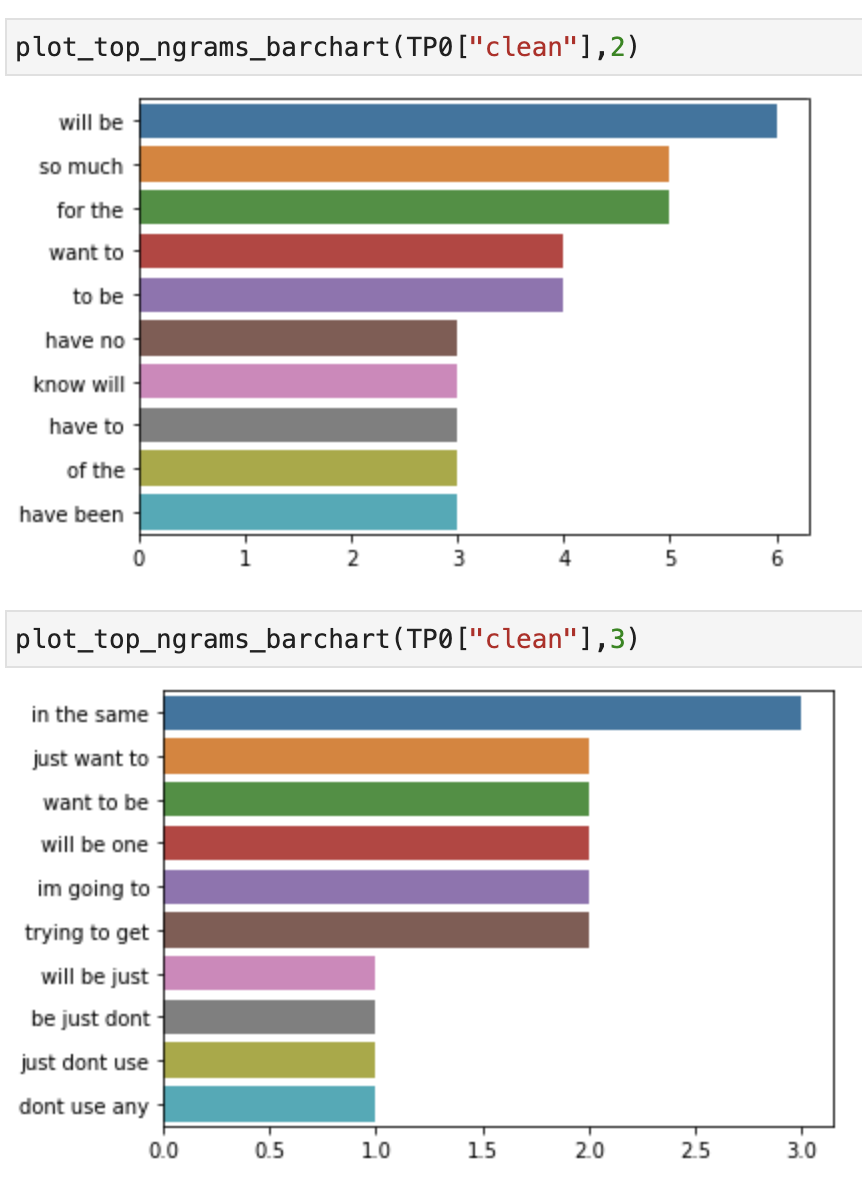 plot_top_ngrams_barchart(TP0["clean"],2)
will be
so much
for the
want to
to be
have no
know will
have to
of the
have been
0 1 2 3 4 5 6
plot_top_ngrams_barchart(TP0["clean"],3)
in the same
just want to
want to be
will be one
im going to
trying to get
will be just
be just dont
just dont use
dont use any
0.0 0.5 1.0 1.5 2.0 2.5 3.0